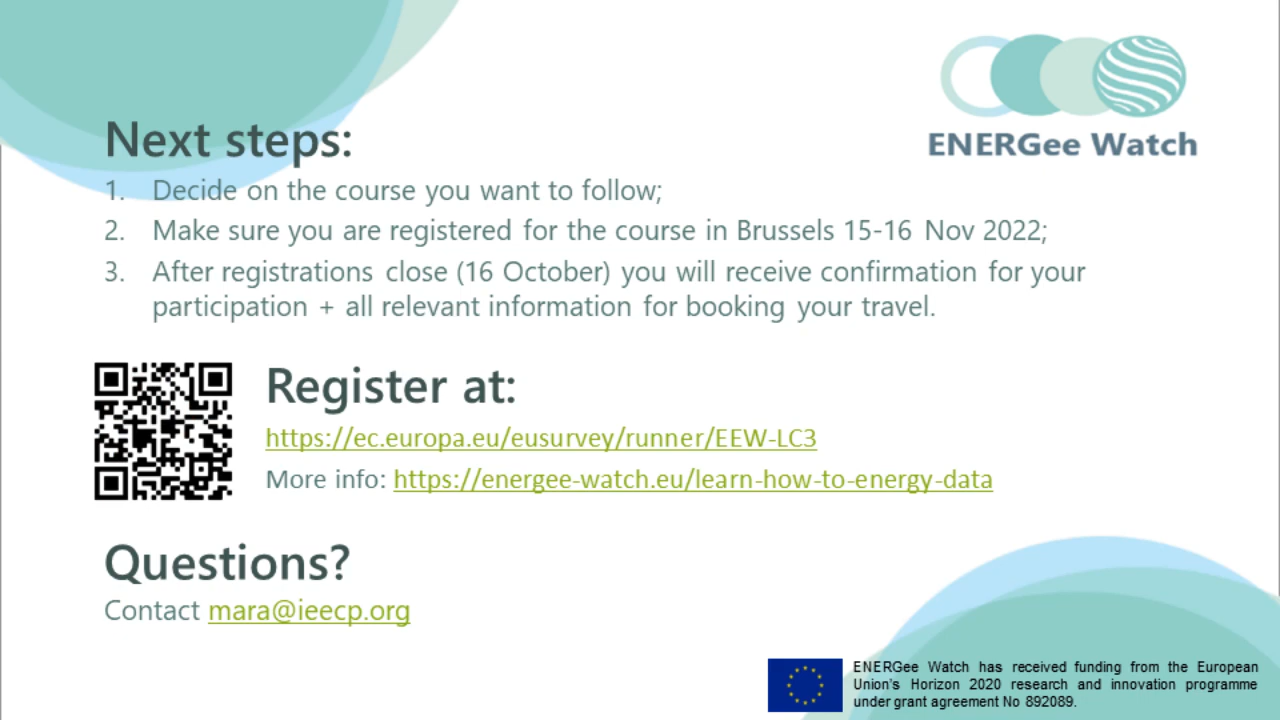 ENERGee Watch
Next steps:
1. Decide on the course you want to follow;
2. Make sure you are registered for the course in Brussels 15-16 Nov 2022;
3. After registrations close (16 October) you will receive confirmation for your
participation + all relevant information for booking your travel.
Register at:
https://ec.europa.eu/eusurvey/runner/EEW-LC3
More info: https://energee-watch.eu/learn-how-to-energy-data
Questions?
Contact mara@ieecp.org
ENERGee Watch has received funding from the European
Union's Horizon 2020 research and innovation programme
under grant agreement No 892089.